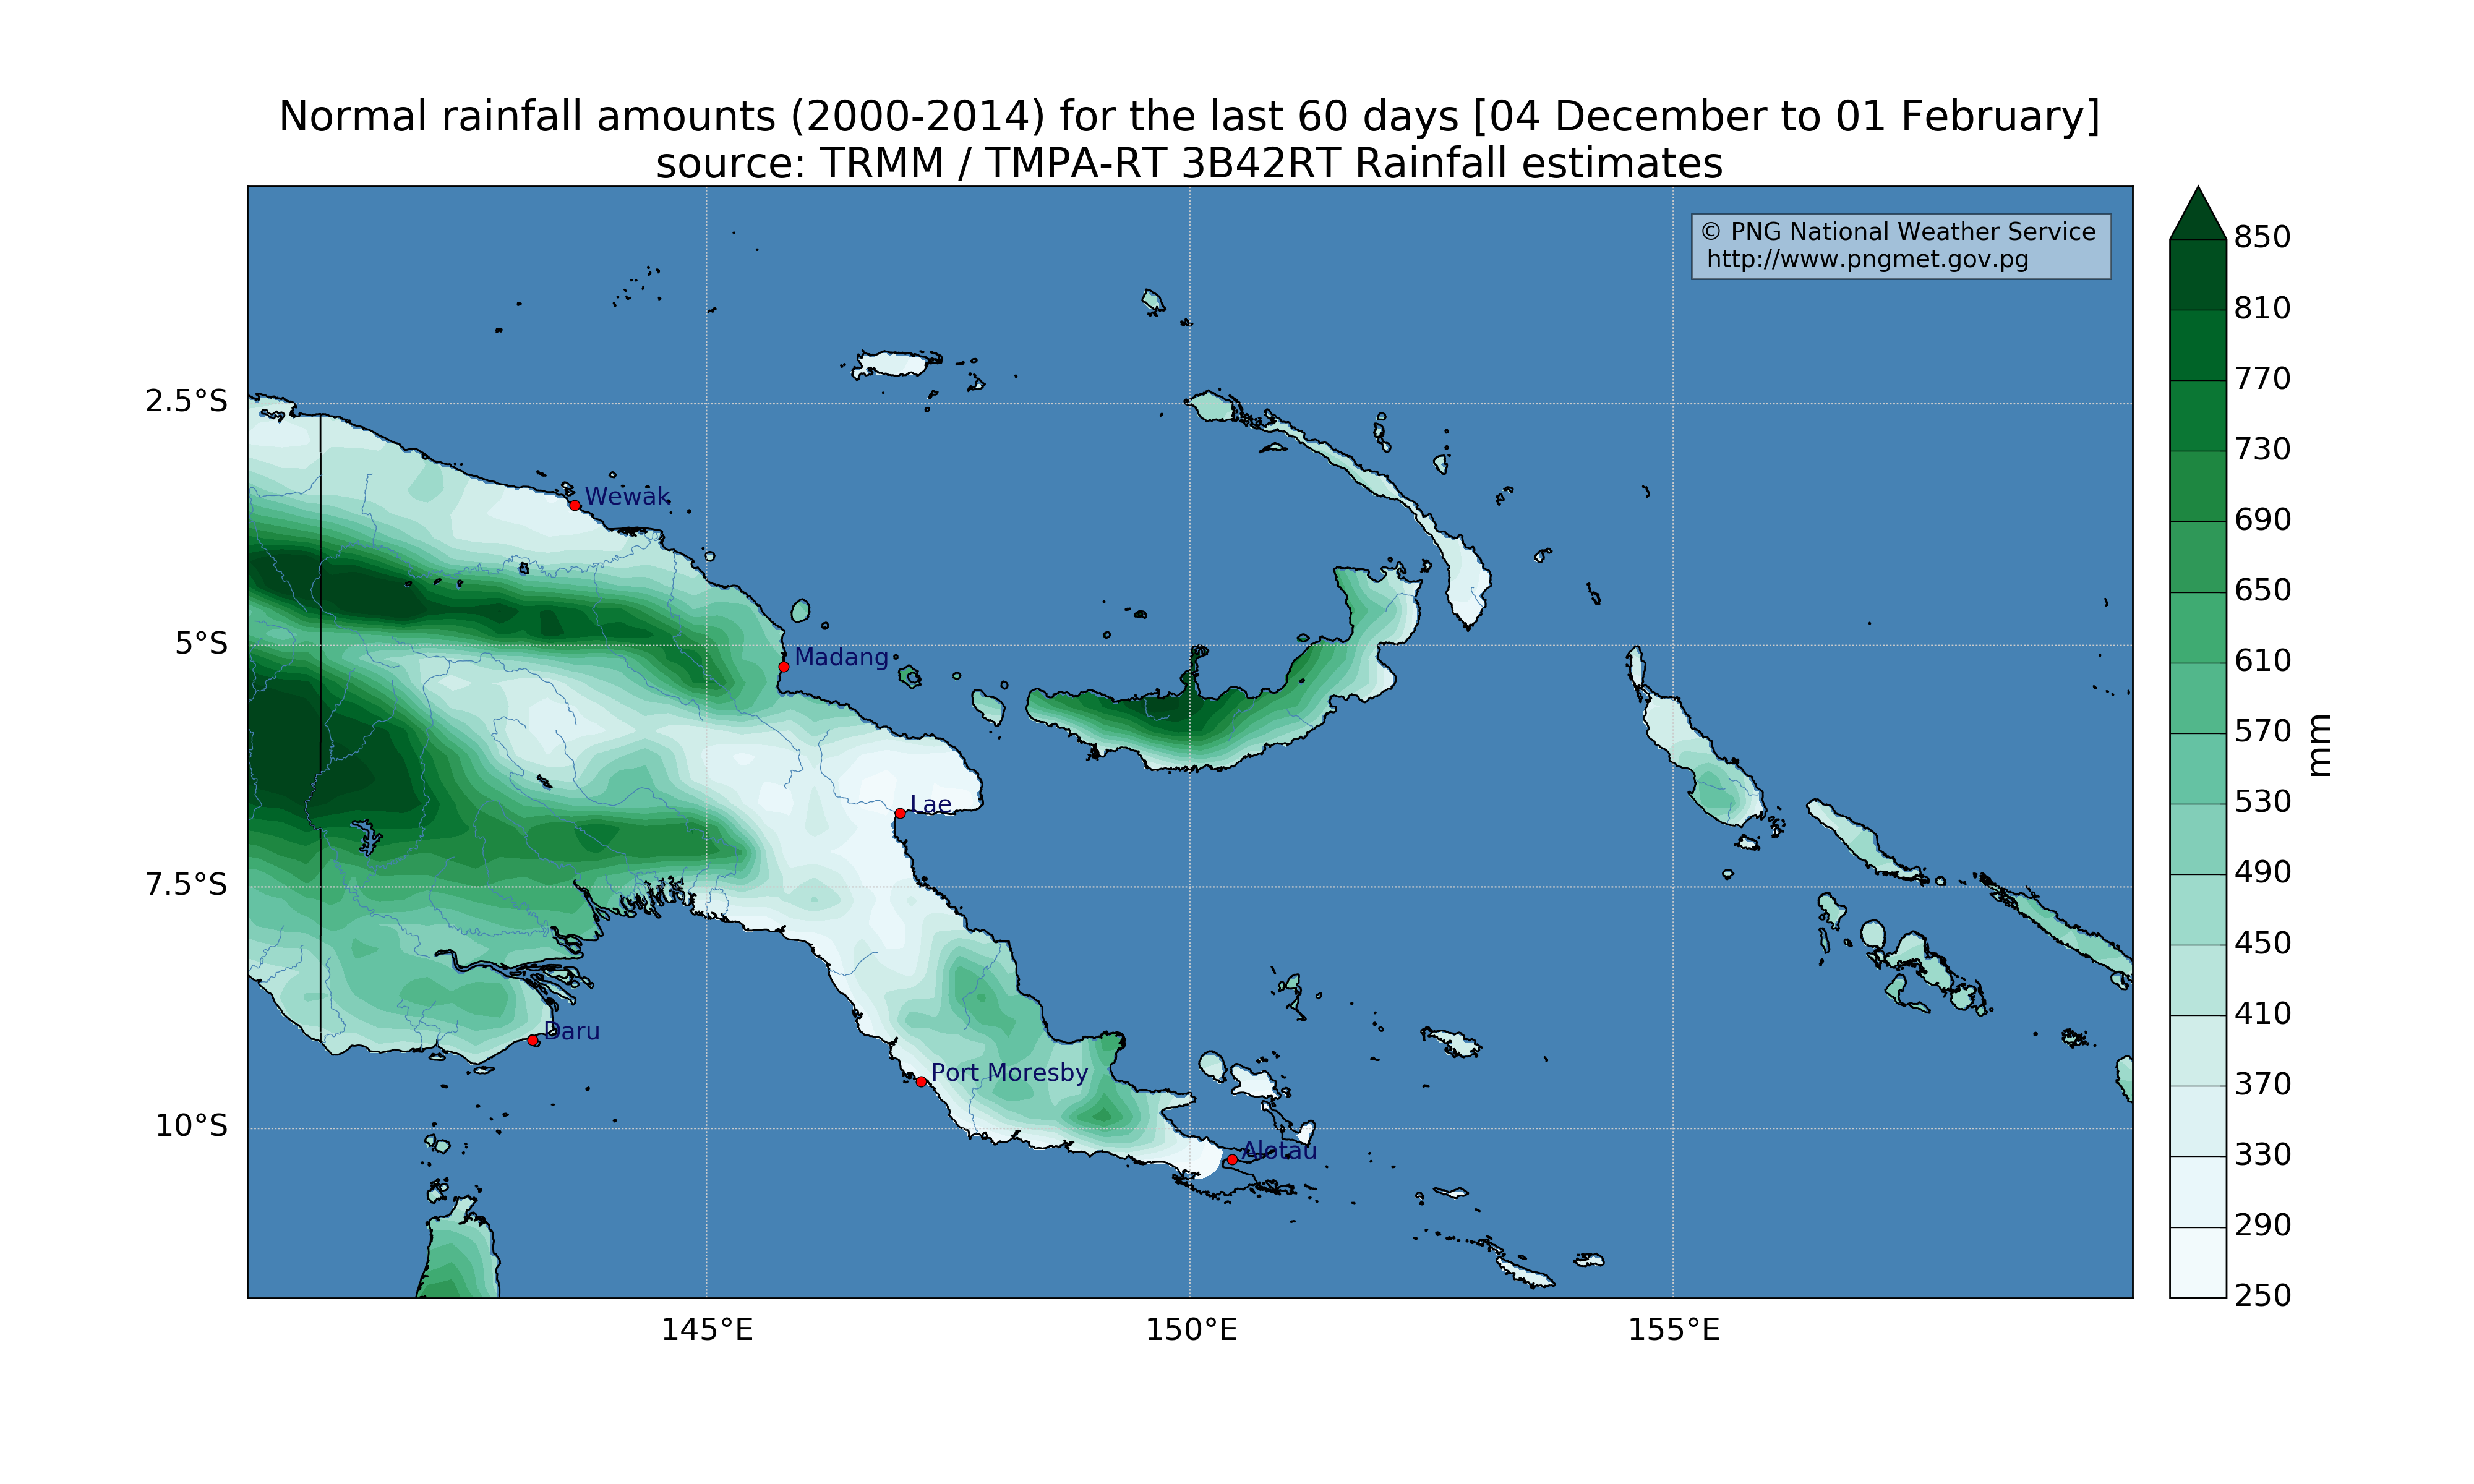 Normal rainfall amounts (2000-2014) for the last 60 days [04 December to 01 February]
source: TRMM / TMPA-RT 3B42RT Rainfall estimates
© PNG National Weather Service
http://www.pngmet.gov.pg
2.5°S
5°S
7.5°S
10°S
145°E
150°E
155°E
Wewak
Madang
Lae
Daru
Port Moresby
Alotau
850
810
770
730
690
650
610
570
530
490
450
410
370
330
290
250
mm